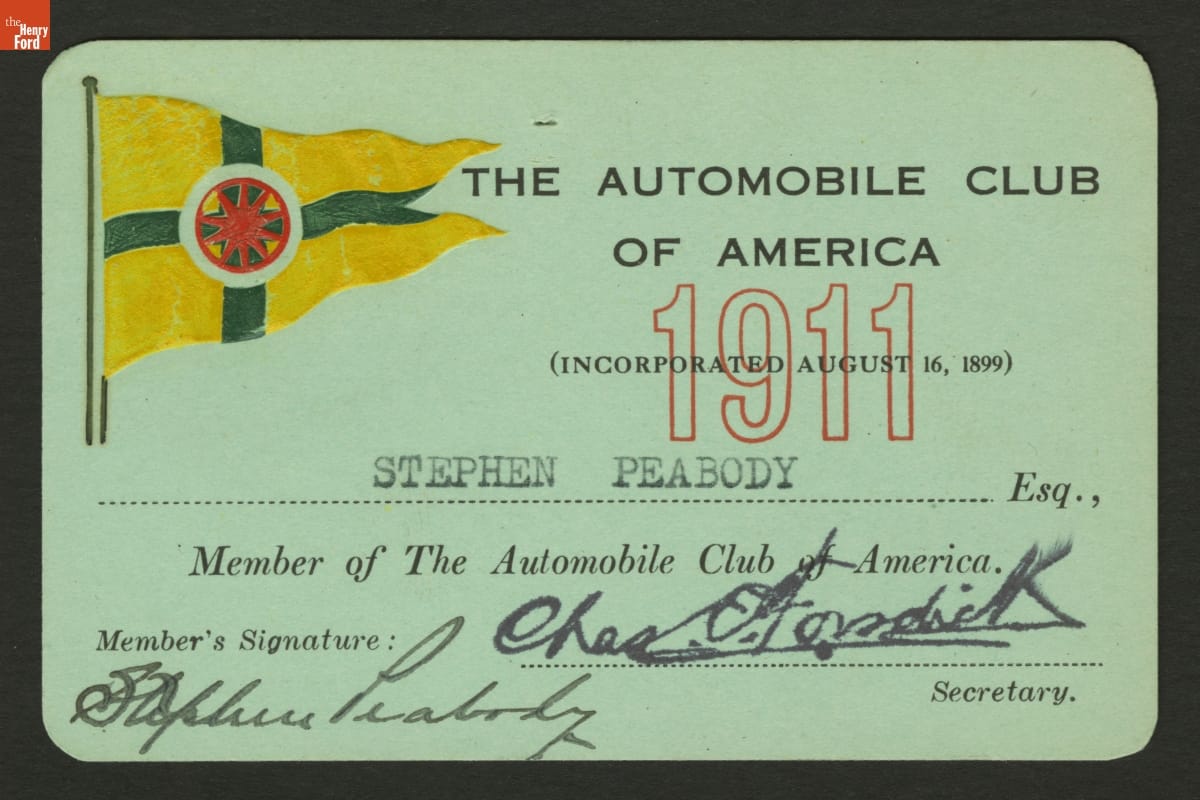 the
Henry
Ford
THE AUTOMOBILE CLUB
OF AMERICA
1911
(INCORPORATED AUGUST 16, 1899)
STEPHEN PEABODY
Esq.,
Member of The Automobile Club of America.
Chas. E. Forsdick
Member's Signature:
Stephen Peabody
Secretary.